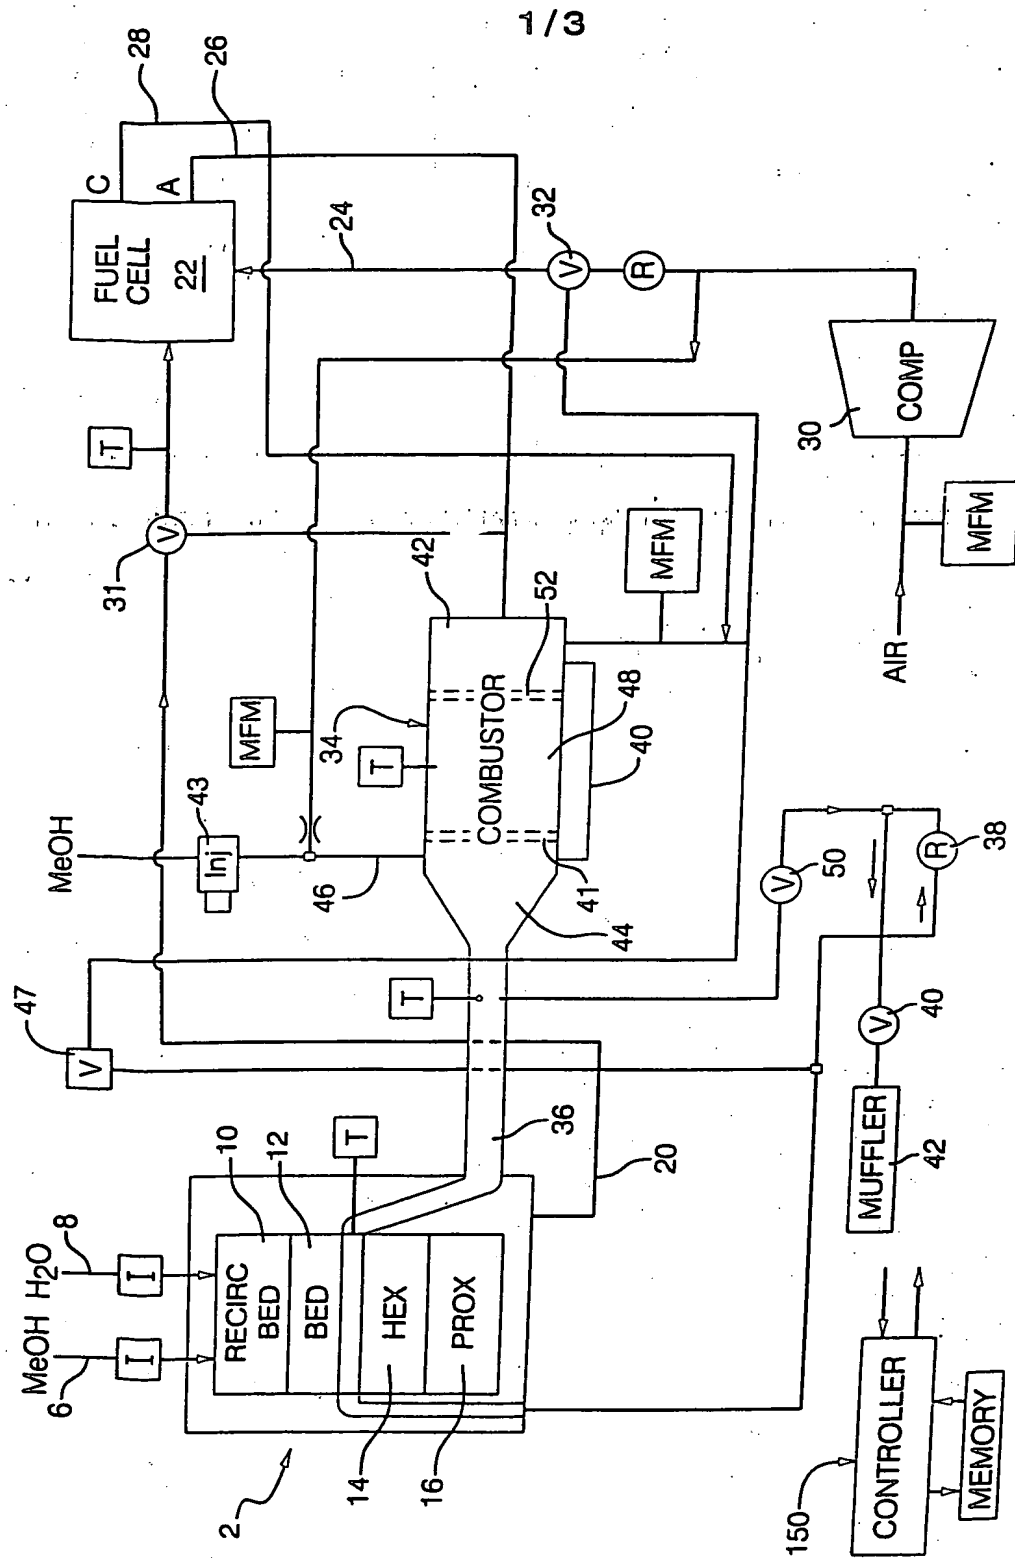 1/3
28
26
C
A
FUEL
CELL
22
24
32
V
R
T
V
31
COMP
30
MFM
AIR
42
52
MFM
34
T
COMBUSTOR
48
40
41
44
MFM
MeOH
43
Inj
46
47
V
T
V
50
R
38
V
40
MUFFLER
42
36
20
T
10
12
H2O
8
MeOH
6
I
I
RECIRC
BED
BED
HEX
PROX
14
16
2
150
CONTROLLER
MEMORY